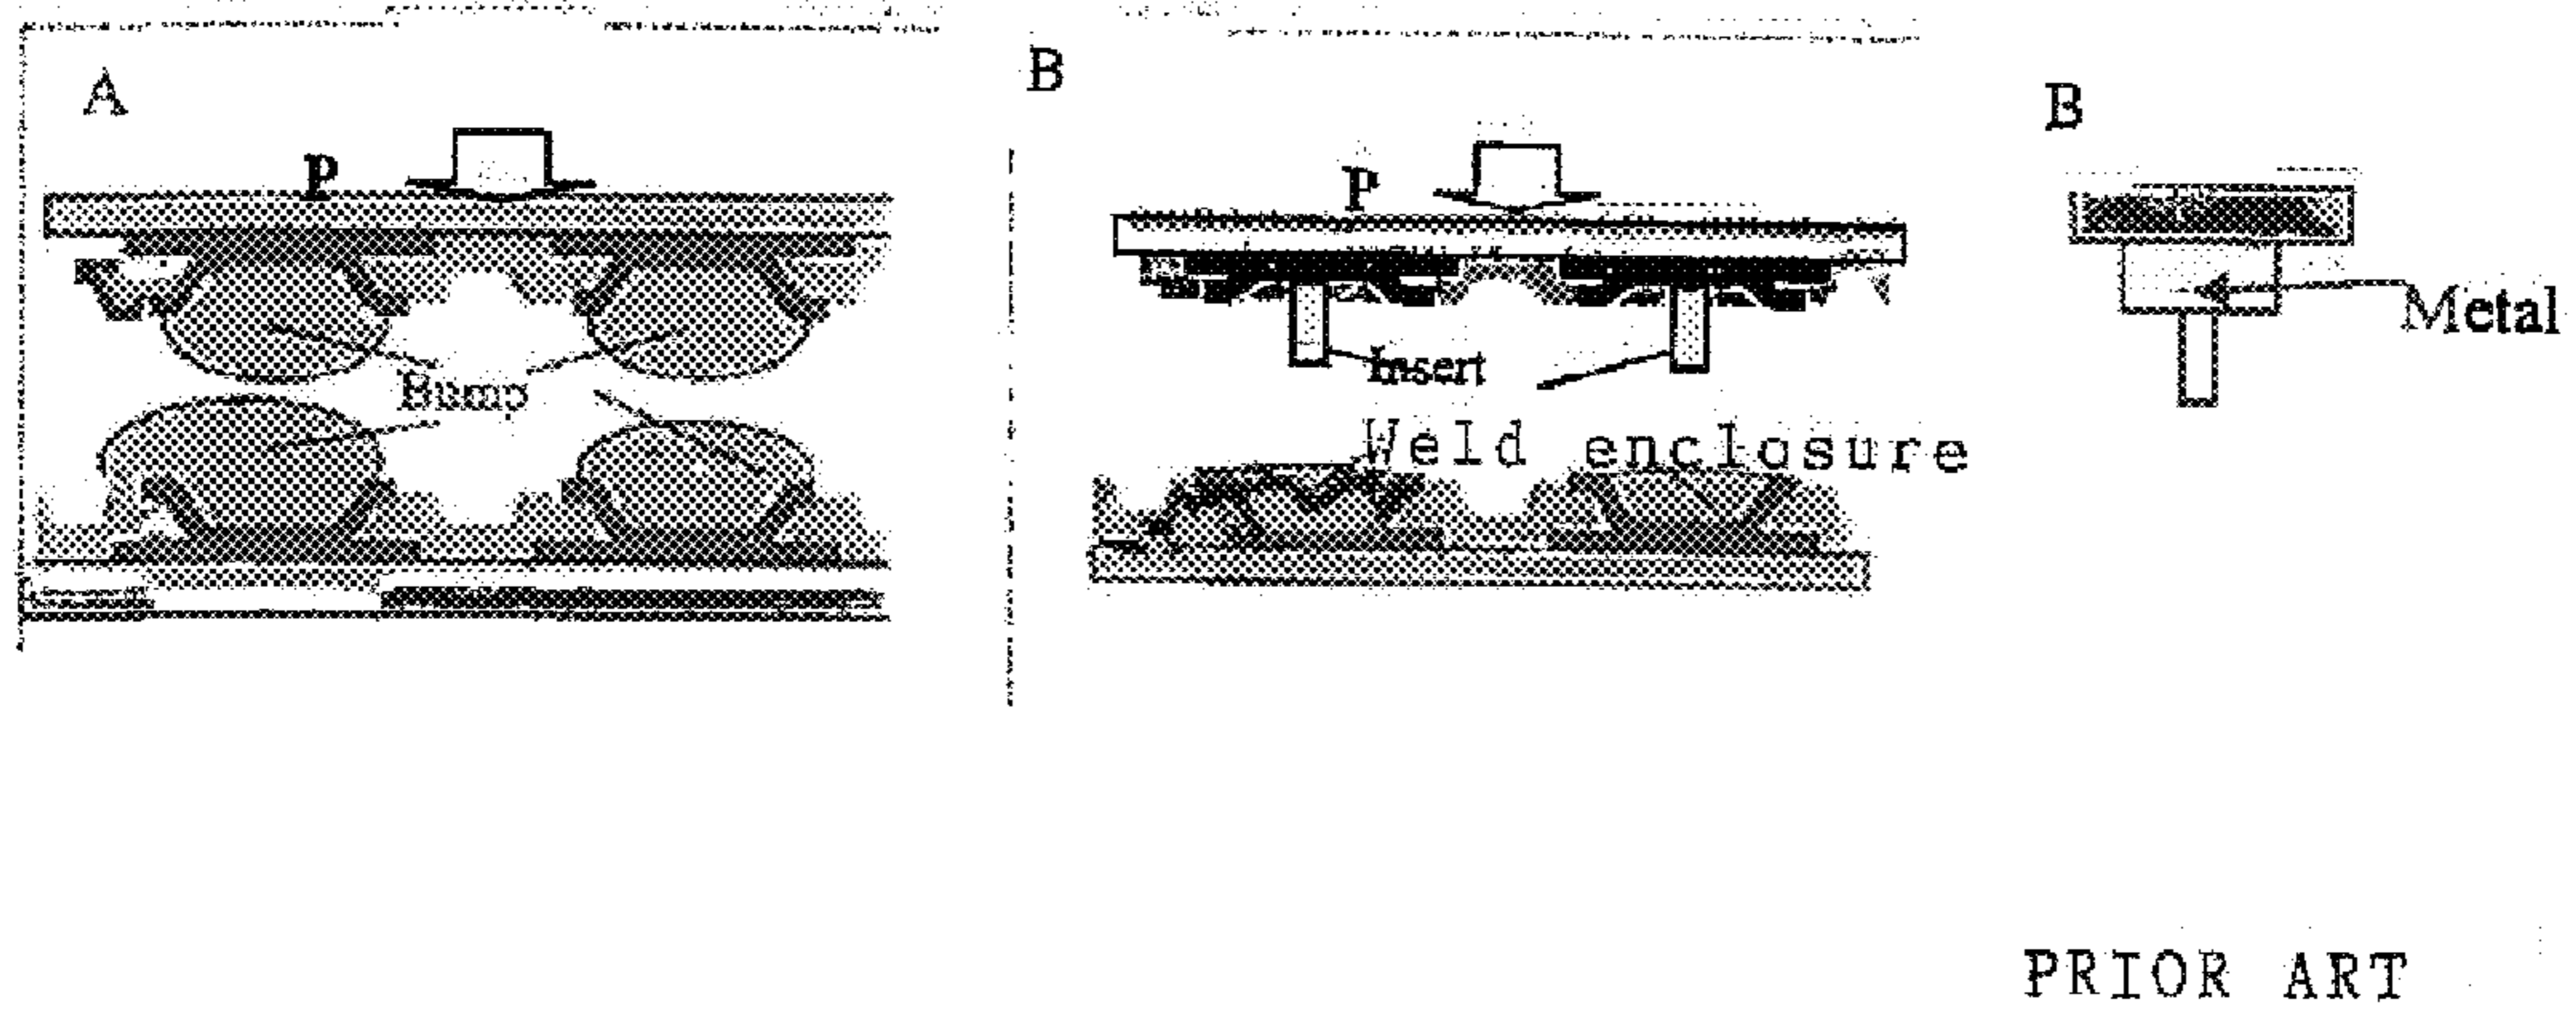 A
P
Bump
B
P
Insert
Weld enclosure
B
Metal
PRIOR ART